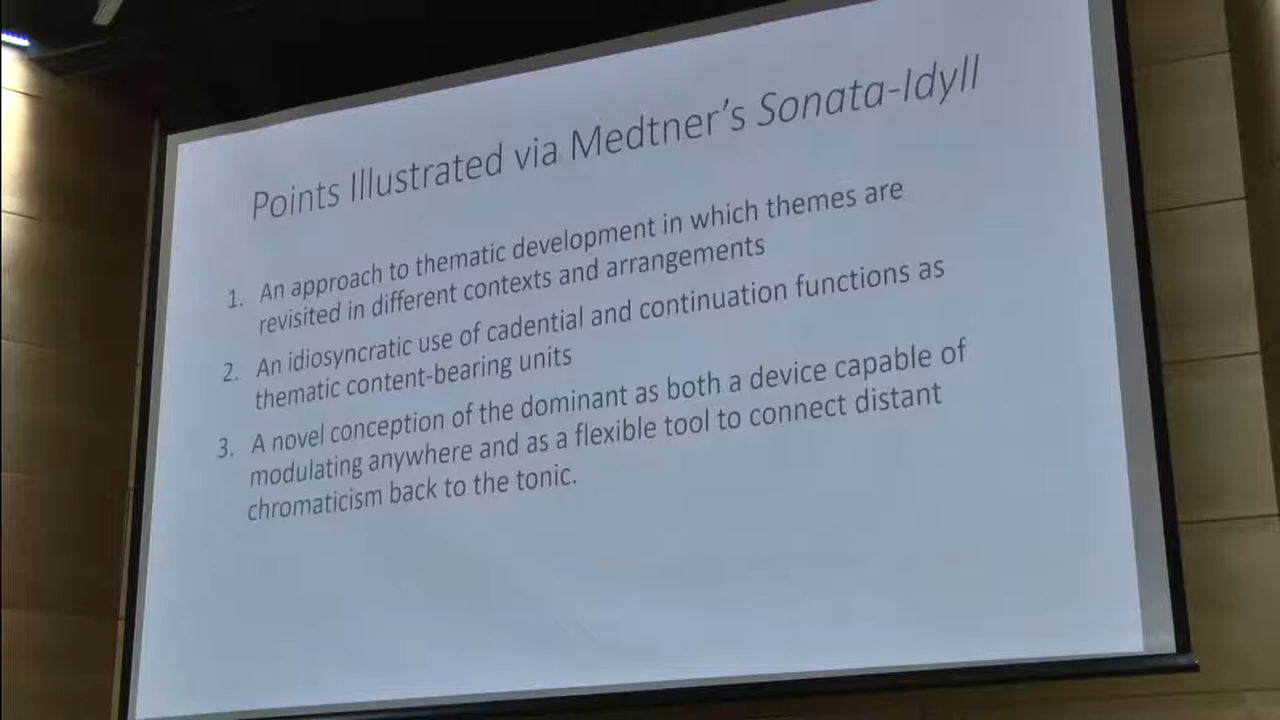 Points Illustrated via Medtner's Sonata-Idyll
1. An approach to thematic development in which themes are
revisited in different contexts and arrangements
2. An idiosyncratic use of cadential and continuation functions as
thematic content-bearing units
3. A novel conception of the dominant as both a device capable of
modulating anywhere and as a flexible tool to connect distant
chromaticism back to the tonic.